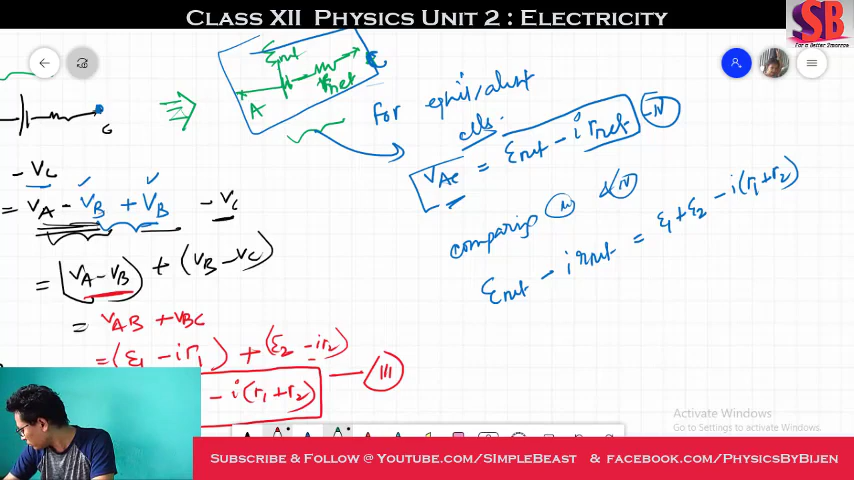 CLASS XII PHYSICS UNIT 2 : ELECTRICITY
SB
For a Better 2morrow
εnet
A
rnet
C
C
For equivalent cells.
VAC = εnet - i rnet - IV
comparing III & IV
εnet - i rnet = ε1 + ε2 - i(r1 + r2)
- VC
= VA - VB + VB - VC
= (VA - VB) + (VB - VC)
= VAB + VBC
= (ε1 - ir1) + (ε2 - ir2)
- i(r1 + r2) — III
Activate Windows
Go to Settings to activate Windows.
SUBSCRIBE & FOLLOW @ YOUTUBE.COM/SIMPLEBEAST & FACEBOOK.COM/PHYSICSBYBIJEN